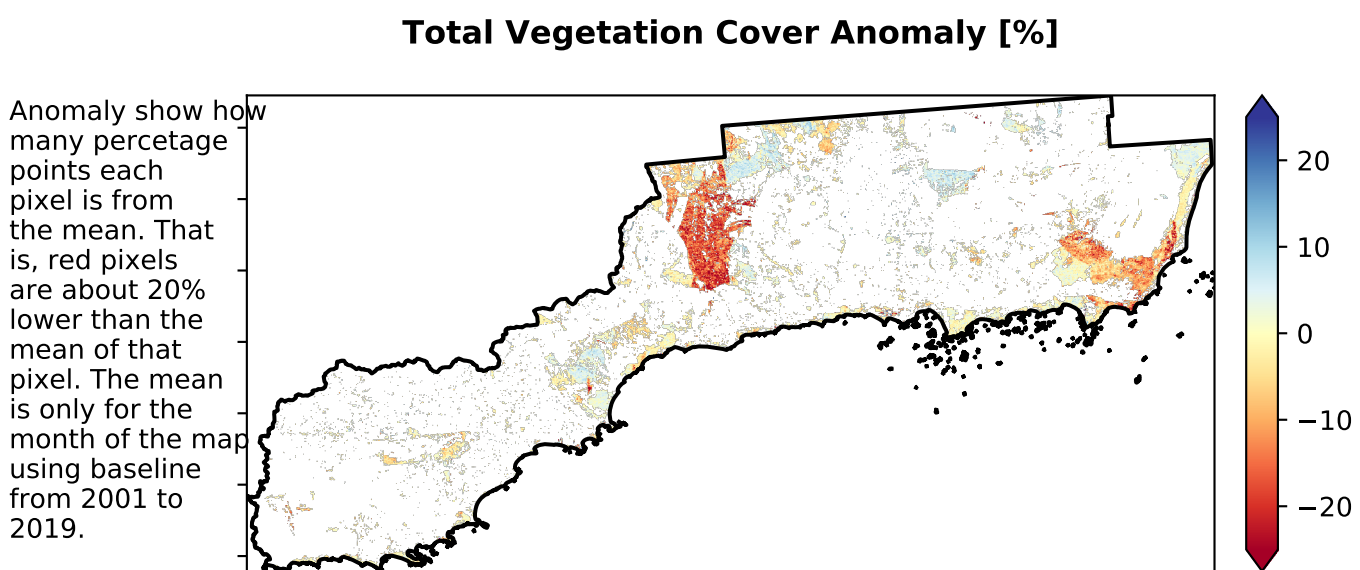 Total Vegetation Cover Anomaly [%]
Anomaly show how
many percetage
points each
pixel is from
the mean. That
is, red pixels
are about 20%
lower than the
mean of that
pixel. The mean
is only for the
month of the map
using baseline
from 2001 to
2019.
20
10
0
−10
−20